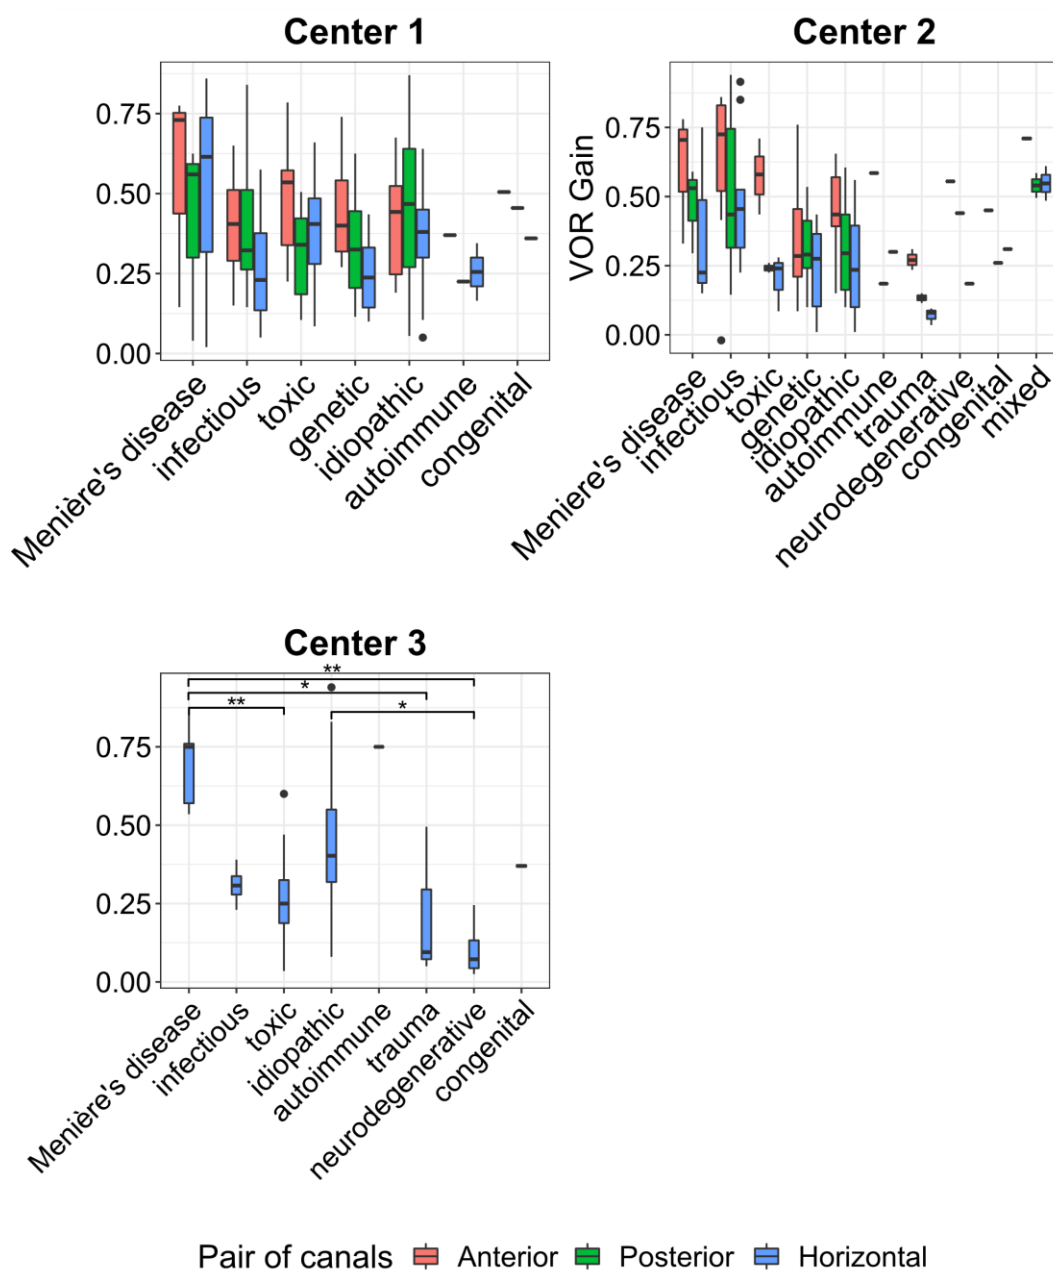 Center 1
0.75
0.50
0.25
0.00
Menière's disease
infectious
toxic
genetic
idiopathic
autoimmune
congenital
Center 2
VOR Gain
0.75
0.50
0.25
0.00
Meniere's disease
infectious
toxic
genetic
idiopathic
autoimmune
trauma
neurodegenerative
congenital
mixed
Center 3
**
*
**
*
0.75
0.50
0.25
0.00
Menière's disease
infectious
toxic
idiopathic
autoimmune
trauma
neurodegenerative
congenital
Pair of canals Anterior Posterior Horizontal